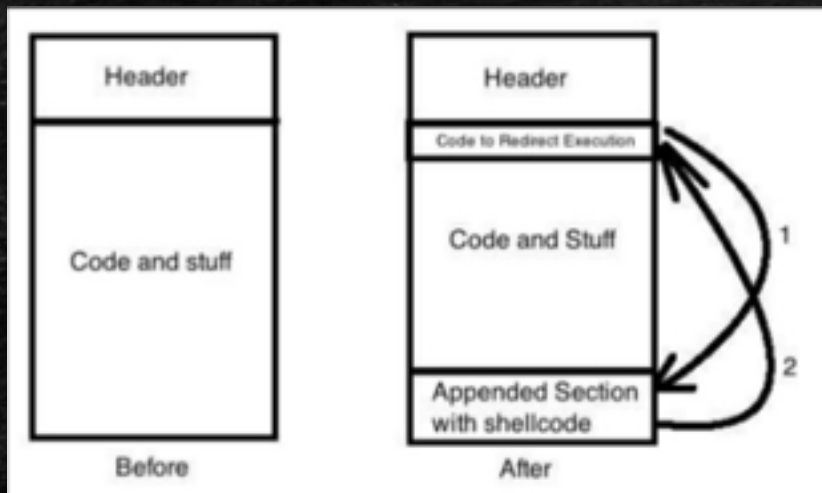 Header
Code and stuff
Before
Header
Code to Redirect Execution
Code and Stuff
Appended Section
with shellcode
After
1
2